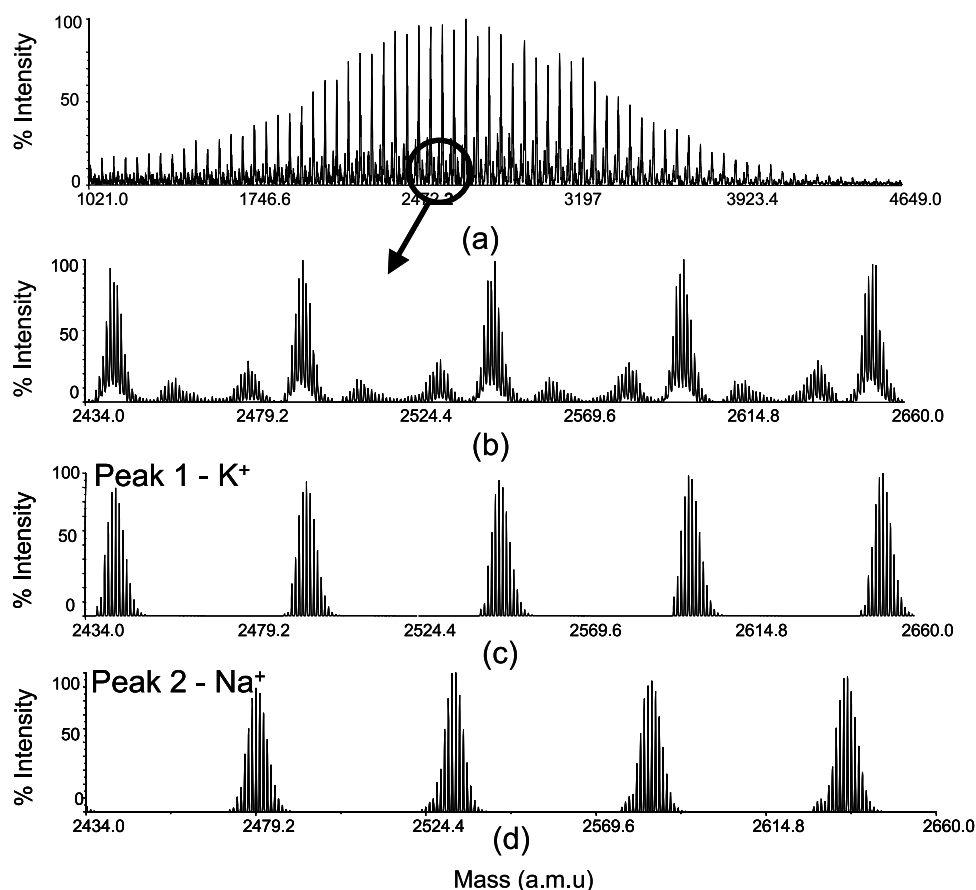 % Intensity
100
50
0
1021.0 1746.6 2472.2 3197 3923.4 4649.0
(a)
% Intensity
100
50
0
2434.0 2479.2 2524.4 2569.6 2614.8 2660.0
(b)
Peak 1 - K⁺
% Intensity
100
50
0
2434.0 2479.2 2524.4 2569.6 2614.8 2660.0
(c)
Peak 2 - Na⁺
% Intensity
100
50
0
2434.0 2479.2 2524.4 2569.6 2614.8 2660.0
(d)
Mass (a.m.u)